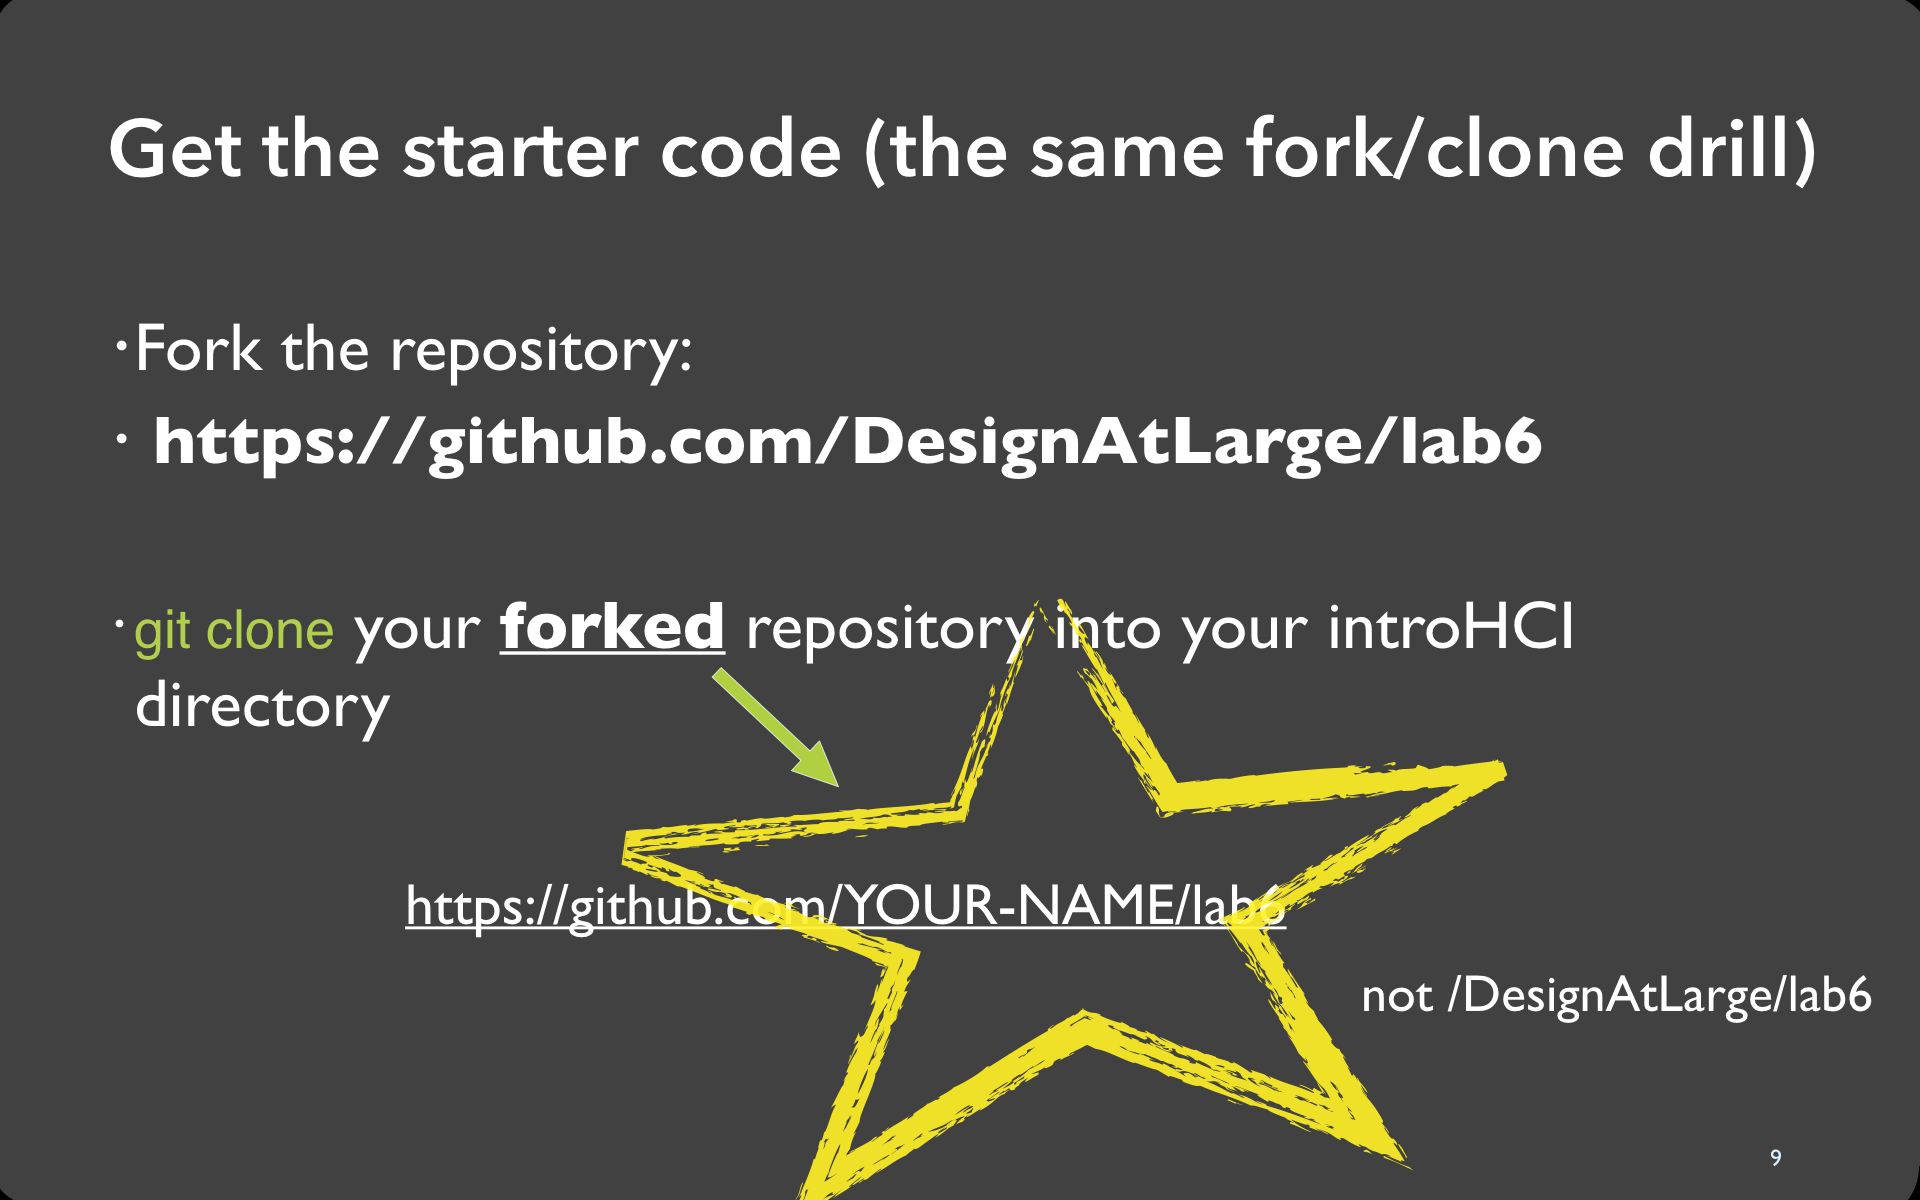 Get the starter code (the same fork/clone drill)
•Fork the repository:
• https://github.com/DesignAtLarge/lab6
•git clone your forked repository into your introHCI
directory
https://github.com/YOUR-NAME/lab6
not /DesignAtLarge/lab6
9